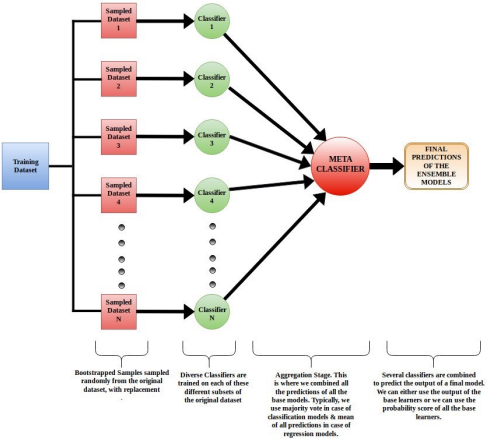 Training
Dataset
Sampled
Dataset
1
Classifier
1
Sampled
Dataset
2
Classifier
2
Sampled
Dataset
3
Classifier
3
Sampled
Dataset
4
Classifier
4
Sampled
Dataset
N
Classifier
N
META
CLASSIFIER
FINAL
PREDICTIONS
OF THE
ENSEMBLE
MODELS
Bootstrapped Samples sampled
randomly from the original
dataset, with replacement
.
Diverse Classifiers are
trained on each of these
different subsets of
the original dataset
Aggregation Stage. This
is where we combined all
the predictions of all the
base models. Typically, we
use majority vote in case of
classification models & mean
of all predictions in case of
regression models.
Several classifiers are combined
to predict the output of a final model.
We can either use the output of the
base learners or we can use the
probability score of all the base
learners.